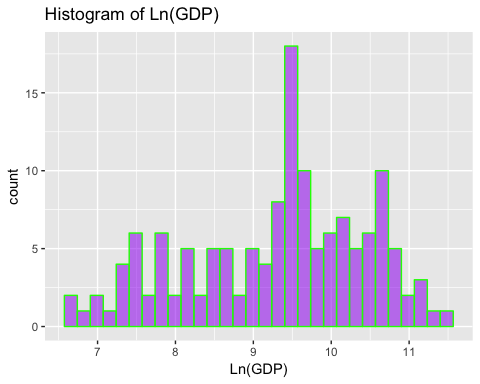 Histogram of Ln(GDP)
15
10
5
0
count
7 8 9 10 11
Ln(GDP)